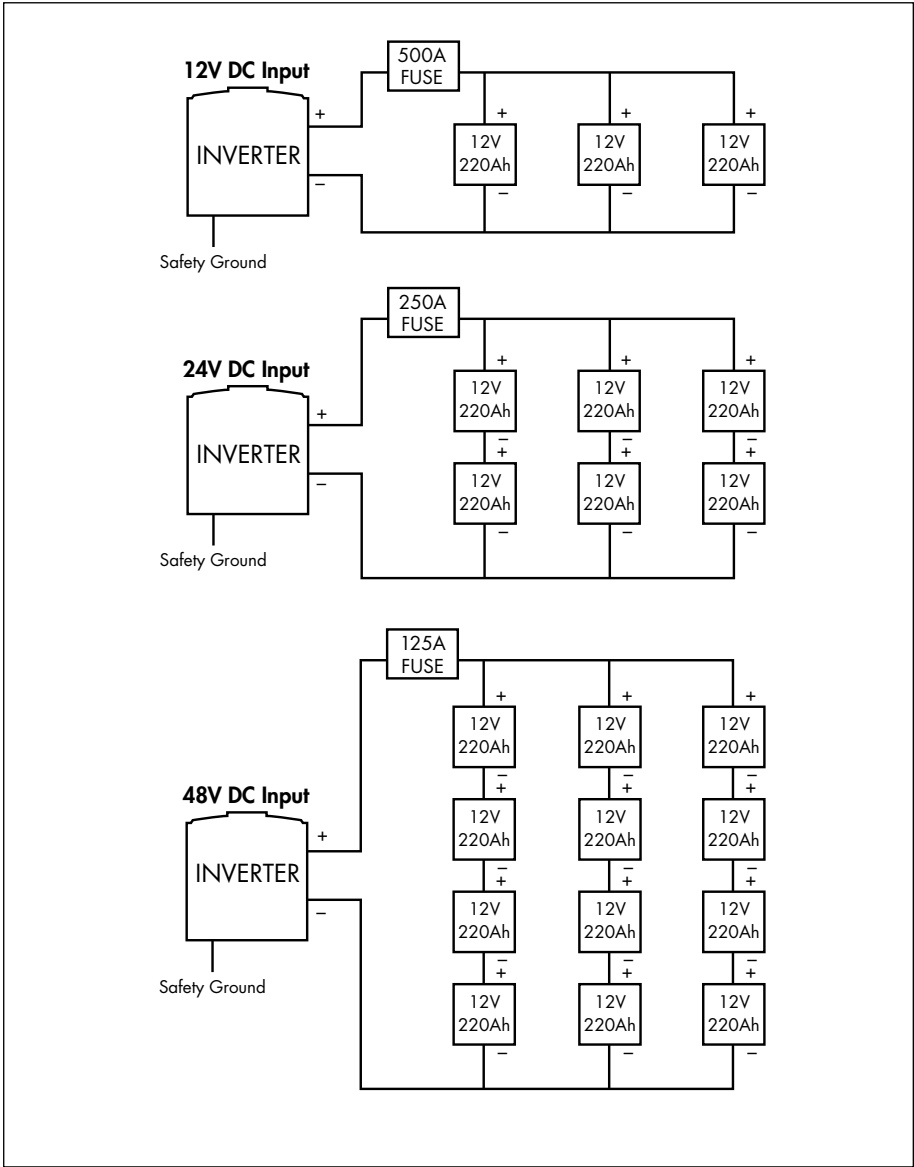 12V DC Input
500A
FUSE
INVERTER
+
–
+
+
+
12V
220Ah
12V
220Ah
12V
220Ah
–
–
–
Safety Ground
24V DC Input
250A
FUSE
INVERTER
+
–
+
+
+
12V
220Ah
12V
220Ah
12V
220Ah
–
–
–
+
+
+
12V
220Ah
12V
220Ah
12V
220Ah
–
–
–
Safety Ground
48V DC Input
125A
FUSE
INVERTER
+
–
+
+
+
12V
220Ah
12V
220Ah
12V
220Ah
–
–
–
+
+
+
12V
220Ah
12V
220Ah
12V
220Ah
–
–
–
+
+
+
12V
220Ah
12V
220Ah
12V
220Ah
–
–
–
+
+
+
12V
220Ah
12V
220Ah
12V
220Ah
–
–
–
Safety Ground